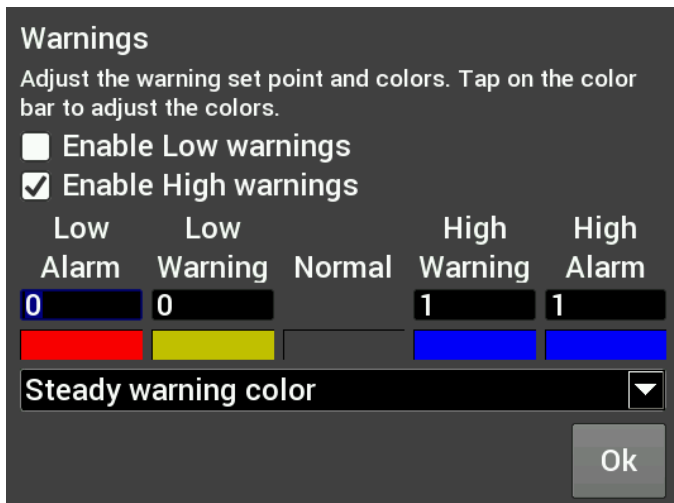 Warnings
Adjust the warning set point and colors. Tap on the color
bar to adjust the colors.
Enable Low warnings
Enable High warnings
Low Low High High
Alarm Warning Normal Warning Alarm
0 0 1 1
Steady warning color
Ok